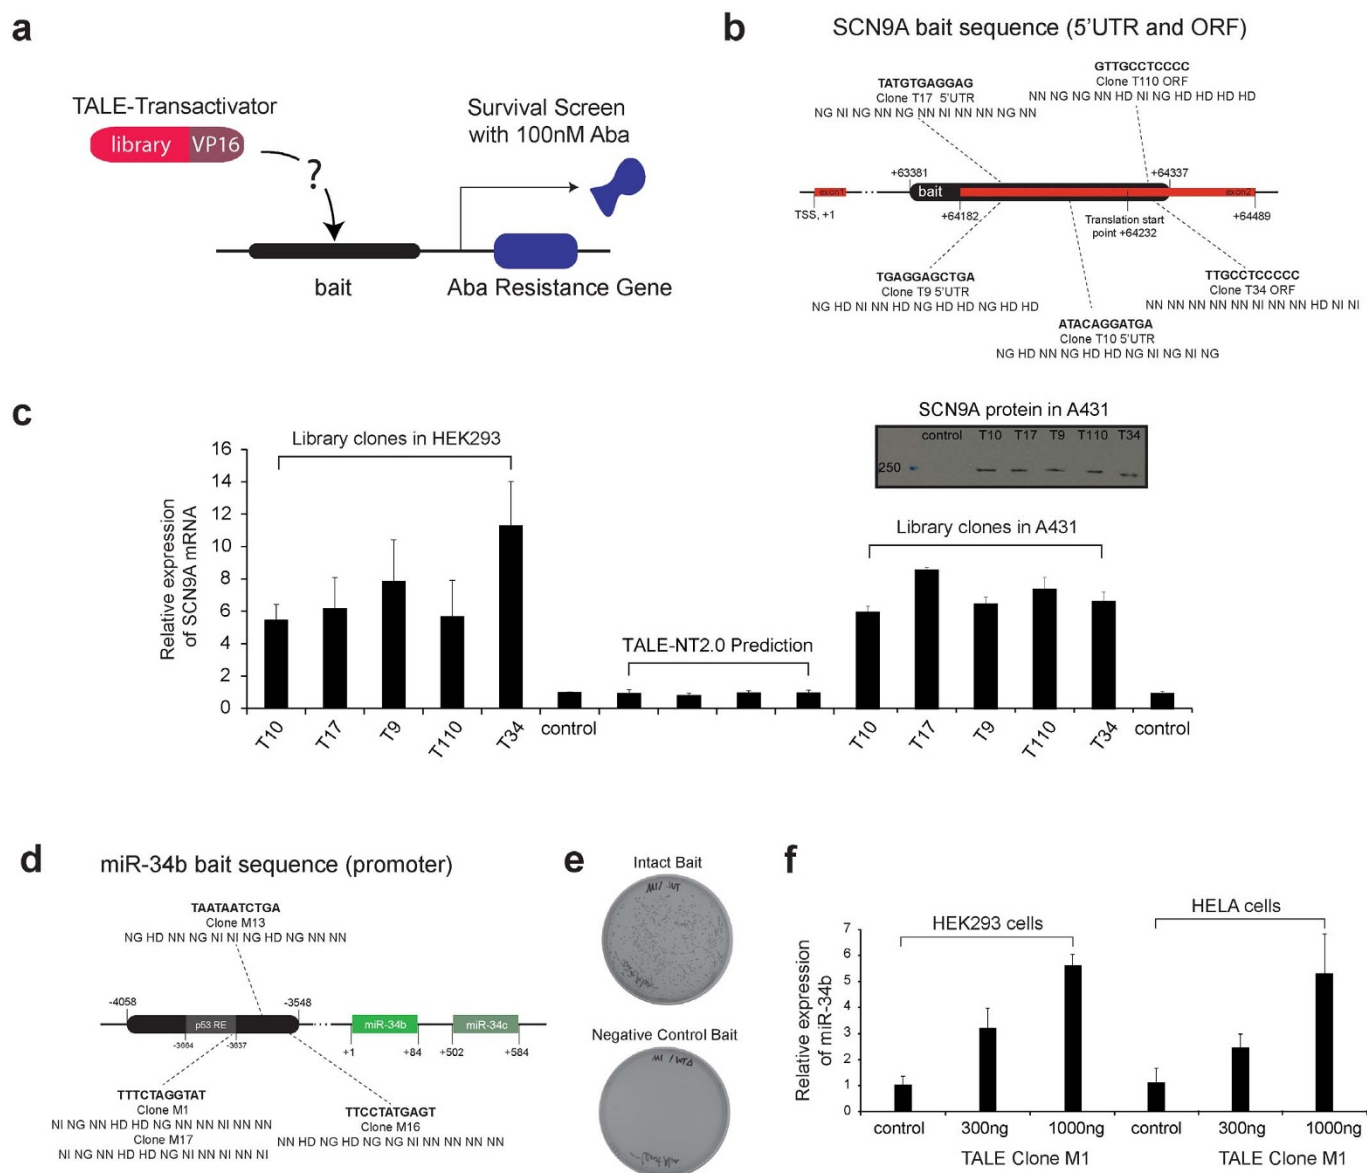 a
TALE-Transactivator
library VP16
?
Survival Screen
with 100nM Aba
bait
Aba Resistance Gene
b
SCN9A bait sequence (5'UTR and ORF)
TATGTGAGGAG
Clone T17 5'UTR
NG NI NG NN NG NN NI NN NN NG NN
GTTGCCTCCCC
Clone T110 ORF
NN NG NG NN HD NI NG HD HD HD HD
+63381
+64337
exon1
bait
exon2
TSS, +1
+64182
Translation start
point +64232
+64489
TGAGGAGCTGA
Clone T9 5'UTR
NG HD NI NN HD NG HD HD NG HD HD
TTGCCTCCCCC
Clone T34 ORF
NN NN NN NN NN NI NN NN HD NI NI
ATACAGGATGA
Clone T10 5'UTR
NG HD NN NG HD HD NG NI NG NI NG
c
SCN9A protein in A431
control T10 T17 T9 T110 T34
250
Library clones in HEK293
Library clones in A431
TALE-NT2.0 Prediction
Relative expression
of SCN9A mRNA
16
14
12
10
8
6
4
2
0
T10 T17 T9 T110 T34 control T10 T17 T9 T110 T34 control
d
miR-34b bait sequence (promoter)
TAATAATCTGA
Clone M13
NG HD NN NG NI NI NG HD NG NN NN
-4058
-3548
p53 RE
miR-34b
miR-34c
-3664
-3637
+1
+84
+502
+584
TTTCTAGGTAT
Clone M1
NI NG NN HD HD NG NN NN NI NN NN
Clone M17
NI NG NN HD HD NG NI NN NI NN NI
TTCCTATGAGT
Clone M16
NN HD NG HD NG NG NI NN NN NN NN
e
Intact Bait
M1/ WT
Negative Control Bait
f
HEK293 cells
HELA cells
Relative expression
of miR-34b
7
6
5
4
3
2
1
0
control 300ng 1000ng control 300ng 1000ng
TALE Clone M1 TALE Clone M1